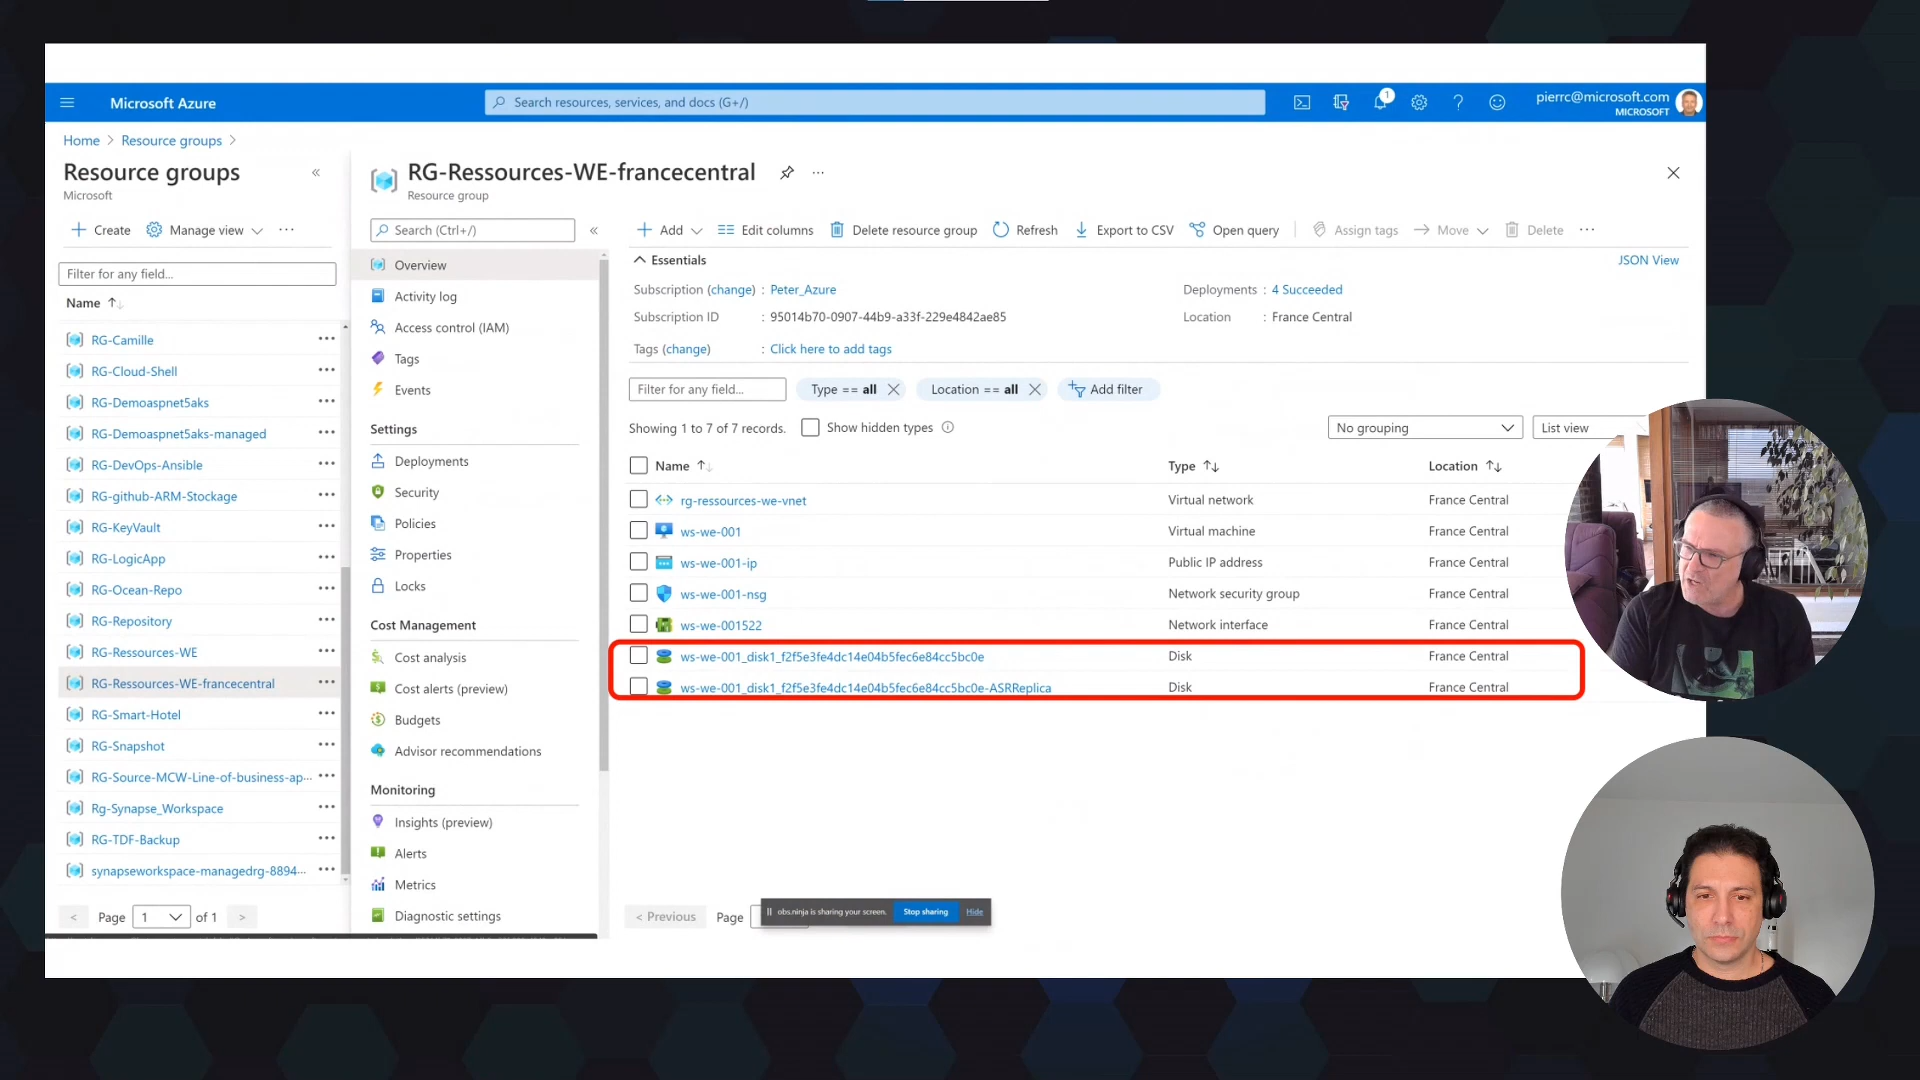 Microsoft Azure
Search resources, services, and docs (G+/)
1
pierrc@microsoft.com
MICROSOFT
Home > Resource groups >
Resource groups
Microsoft
Create
Manage view
Filter for any field...
Name
RG-Camille
RG-Cloud-Shell
RG-Demoaspnet5aks
RG-Demoaspnet5aks-managed
RG-DevOps-Ansible
RG-github-ARM-Stockage
RG-KeyVault
RG-LogicApp
RG-Ocean-Repo
RG-Repository
RG-Ressources-WE
RG-Ressources-WE-francecentral
RG-Smart-Hotel
RG-Snapshot
RG-Source-MCW-Line-of-business-ap...
Rg-Synapse_Workspace
RG-TDF-Backup
synapseworkspace-managedrg-8894-...
< Page 1 of 1 >
RG-Ressources-WE-francecentral
Resource group
Search (Ctrl+/)
Overview
Activity log
Access control (IAM)
Tags
Events
Settings
Deployments
Security
Policies
Properties
Locks
Cost Management
Cost analysis
Cost alerts (preview)
Budgets
Advisor recommendations
Monitoring
Insights (preview)
Alerts
Metrics
Diagnostic settings
Add
Edit columns
Delete resource group
Refresh
Export to CSV
Open query
Assign tags
Move
Delete
Essentials
JSON View
Subscription (change) : Peter_Azure
Deployments : 4 Succeeded
Subscription ID : 95014b70-0907-44b9-a33f-229e4842ae85
Location : France Central
Tags (change) : Click here to add tags
Filter for any field...
Type == all
Location == all
Add filter
Showing 1 to 7 of 7 records.
Show hidden types
No grouping
List view
Name Type Location
rg-ressources-we-vnet Virtual network France Central
ws-we-001 Virtual machine France Central
ws-we-001-ip Public IP address France Central
ws-we-001-nsg Network security group France Central
ws-we-001522 Network interface France Central
ws-we-001_disk1_f2f5e3fe4dc14e04b5fec6e84cc5bc0e Disk France Central
ws-we-001_disk1_f2f5e3fe4dc14e04b5fec6e84cc5bc0e-ASRReplica Disk France Central
< Previous Page
obs.ninja is sharing your screen.
Stop sharing
Hide